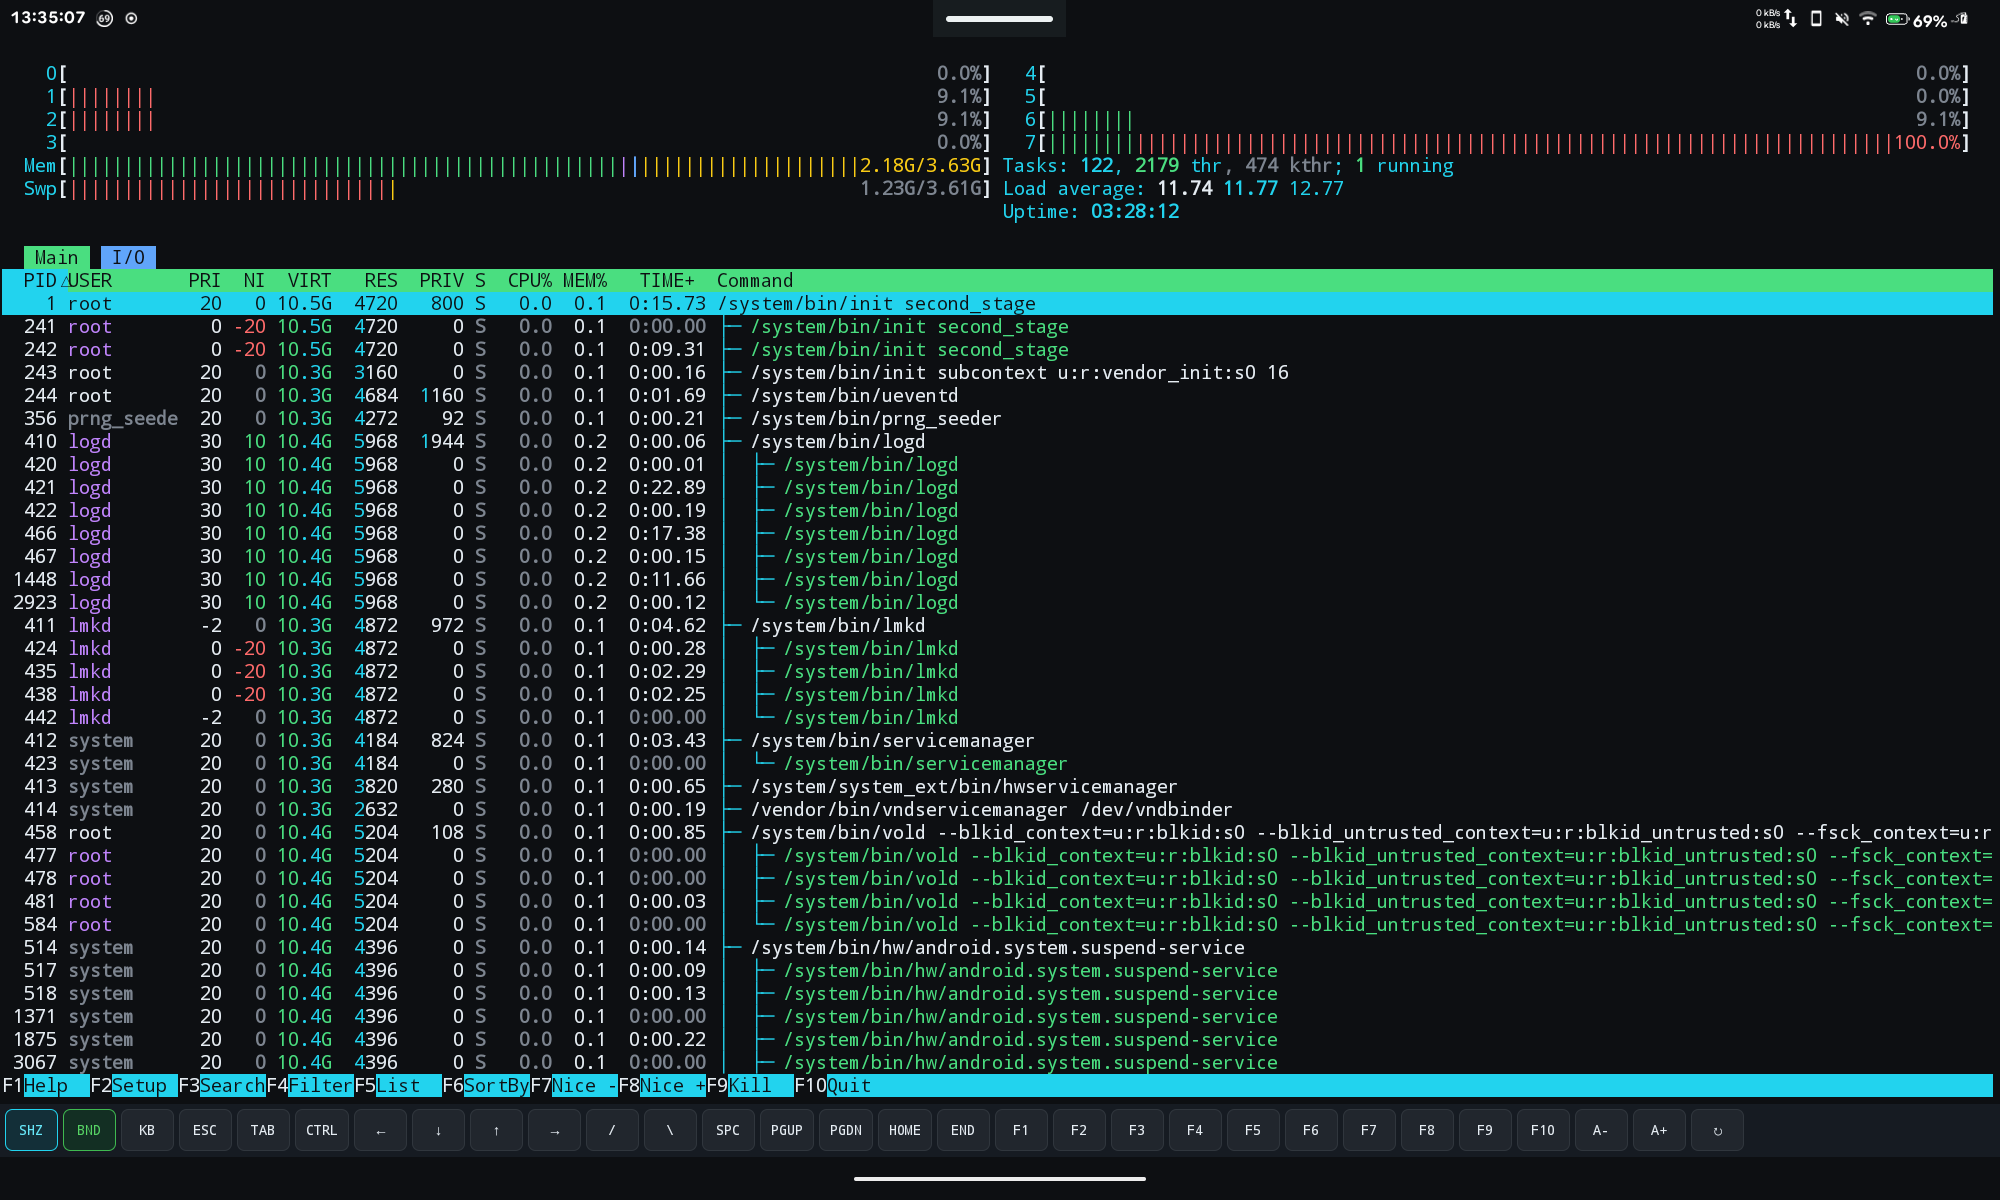 13:35:07 69
0 kB/s
0 kB/s
69%
0[ 0.0%] 4[ 0.0%]
1[|||||||| 9.1%] 5[ 0.0%]
2[|||||||| 9.1%] 6[|||||||| 9.1%]
3[ 0.0%] 7[||||||||||||||||||||||||||||||||||||||||||||||||||||||||||||||||||||||||||||||100.0%]
Mem[|||||||||||||||||||||||||||||||||||||||||||||||||||||||||||||||||||||||||2.18G/3.63G] Tasks: 122, 2179 thr, 474 kthr; 1 running
Swp[|||||||||||||||||||||||||||||| 1.23G/3.61G] Load average: 11.74 11.77 12.77
Uptime: 03:28:12
Main I/O
PID△USER PRI NI VIRT RES PRIV S CPU% MEM% TIME+ Command
1 root 20 0 10.5G 4720 800 S 0.0 0.1 0:15.73 /system/bin/init second_stage
241 root 0 -20 10.5G 4720 0 S 0.0 0.1 0:00.00 ├─ /system/bin/init second_stage
242 root 0 -20 10.5G 4720 0 S 0.0 0.1 0:09.31 ├─ /system/bin/init second_stage
243 root 20 0 10.3G 3160 0 S 0.0 0.1 0:00.16 ├─ /system/bin/init subcontext u:r:vendor_init:s0 16
244 root 20 0 10.3G 4684 1160 S 0.0 0.1 0:01.69 ├─ /system/bin/ueventd
356 prng_seede 20 0 10.3G 4272 92 S 0.0 0.1 0:00.21 ├─ /system/bin/prng_seeder
410 logd 30 10 10.4G 5968 1944 S 0.0 0.2 0:00.06 ├─ /system/bin/logd
420 logd 30 10 10.4G 5968 0 S 0.0 0.2 0:00.01 │ ├─ /system/bin/logd
421 logd 30 10 10.4G 5968 0 S 0.0 0.2 0:22.89 │ ├─ /system/bin/logd
422 logd 30 10 10.4G 5968 0 S 0.0 0.2 0:00.19 │ ├─ /system/bin/logd
466 logd 30 10 10.4G 5968 0 S 0.0 0.2 0:17.38 │ ├─ /system/bin/logd
467 logd 30 10 10.4G 5968 0 S 0.0 0.2 0:00.15 │ ├─ /system/bin/logd
1448 logd 30 10 10.4G 5968 0 S 0.0 0.2 0:11.66 │ ├─ /system/bin/logd
2923 logd 30 10 10.4G 5968 0 S 0.0 0.2 0:00.12 │ └─ /system/bin/logd
411 lmkd -2 0 10.3G 4872 972 S 0.0 0.1 0:04.62 ├─ /system/bin/lmkd
424 lmkd 0 -20 10.3G 4872 0 S 0.0 0.1 0:00.28 │ ├─ /system/bin/lmkd
435 lmkd 0 -20 10.3G 4872 0 S 0.0 0.1 0:02.29 │ ├─ /system/bin/lmkd
438 lmkd 0 -20 10.3G 4872 0 S 0.0 0.1 0:02.25 │ ├─ /system/bin/lmkd
442 lmkd -2 0 10.3G 4872 0 S 0.0 0.1 0:00.00 │ └─ /system/bin/lmkd
412 system 20 0 10.3G 4184 824 S 0.0 0.1 0:03.43 ├─ /system/bin/servicemanager
423 system 20 0 10.3G 4184 0 S 0.0 0.1 0:00.00 │ └─ /system/bin/servicemanager
413 system 20 0 10.3G 3820 280 S 0.0 0.1 0:00.65 ├─ /system/system_ext/bin/hwservicemanager
414 system 20 0 10.3G 2632 0 S 0.0 0.1 0:00.19 ├─ /vendor/bin/vndservicemanager /dev/vndbinder
458 root 20 0 10.4G 5204 108 S 0.0 0.1 0:00.85 ├─ /system/bin/vold --blkid_context=u:r:blkid:s0 --blkid_untrusted_context=u:r:blkid_untrusted:s0 --fsck_context=u:r
477 root 20 0 10.4G 5204 0 S 0.0 0.1 0:00.00 │ ├─ /system/bin/vold --blkid_context=u:r:blkid:s0 --blkid_untrusted_context=u:r:blkid_untrusted:s0 --fsck_context=
478 root 20 0 10.4G 5204 0 S 0.0 0.1 0:00.00 │ ├─ /system/bin/vold --blkid_context=u:r:blkid:s0 --blkid_untrusted_context=u:r:blkid_untrusted:s0 --fsck_context=
481 root 20 0 10.4G 5204 0 S 0.0 0.1 0:00.03 │ ├─ /system/bin/vold --blkid_context=u:r:blkid:s0 --blkid_untrusted_context=u:r:blkid_untrusted:s0 --fsck_context=
584 root 20 0 10.4G 5204 0 S 0.0 0.1 0:00.00 │ └─ /system/bin/vold --blkid_context=u:r:blkid:s0 --blkid_untrusted_context=u:r:blkid_untrusted:s0 --fsck_context=
514 system 20 0 10.4G 4396 0 S 0.0 0.1 0:00.14 ├─ /system/bin/hw/android.system.suspend-service
517 system 20 0 10.4G 4396 0 S 0.0 0.1 0:00.09 │ ├─ /system/bin/hw/android.system.suspend-service
518 system 20 0 10.4G 4396 0 S 0.0 0.1 0:00.13 │ ├─ /system/bin/hw/android.system.suspend-service
1371 system 20 0 10.4G 4396 0 S 0.0 0.1 0:00.00 │ ├─ /system/bin/hw/android.system.suspend-service
1875 system 20 0 10.4G 4396 0 S 0.0 0.1 0:00.22 │ ├─ /system/bin/hw/android.system.suspend-service
3067 system 20 0 10.4G 4396 0 S 0.0 0.1 0:00.00 │ ├─ /system/bin/hw/android.system.suspend-service
F1Help F2Setup F3SearchF4FilterF5List F6SortByF7Nice -F8Nice +F9Kill F10Quit
SHZ BND KB ESC TAB CTRL ← ↓ ↑ → / \ SPC PGUP PGDN HOME END F1 F2 F3 F4 F5 F6 F7 F8 F9 F10 A- A+ ↻